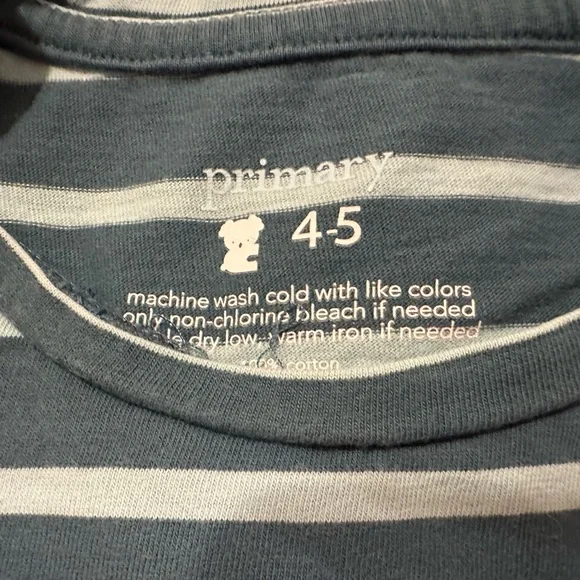 primary
4-5
machine wash cold with like colors
only non-chlorine bleach if needed
dry low warm iron if needed
cotton